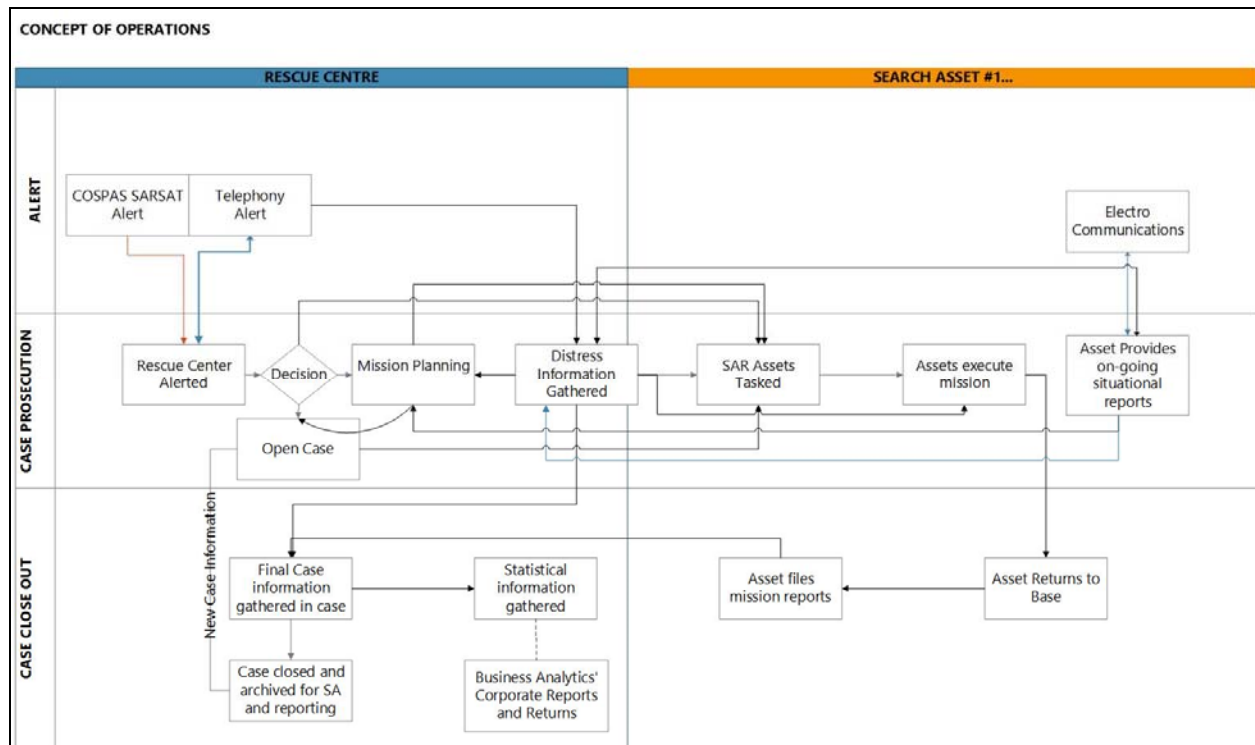 CONCEPT OF OPERATIONS
RESCUE CENTRE
SEARCH ASSET #1...
ALERT
COSPAS SARSAT
Alert
Telephony
Alert
Electro
Communications
CASE PROSECUTION
Rescue Center
Alerted
Decision
Mission Planning
Distress
Information
Gathered
SAR Assets
Tasked
Assets execute
mission
Asset Provides
on-going
situational
reports
Open Case
CASE CLOSE OUT
New Case Information
Final Case
information
gathered in case
Statistical
information
gathered
Asset files
mission reports
Asset Returns to
Base
Case closed and
archived for SA
and reporting
Business Analytics'
Corporate Reports
and Returns